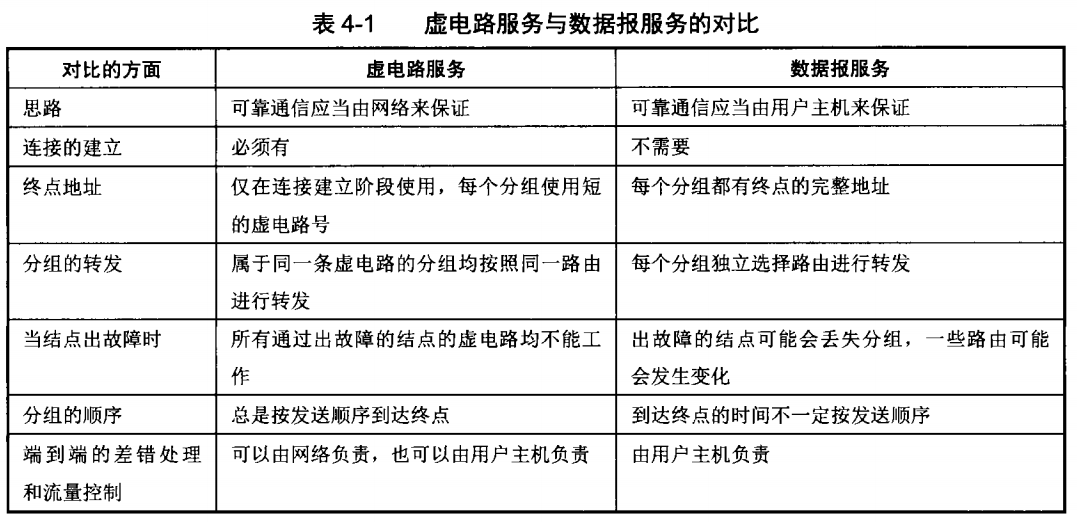 表 4-1 虚电路服务与数据报服务的对比
对比的方面 虚电路服务 数据报服务
思路 可靠通信应当由网络来保证 可靠通信应当由用户主机来保证
连接的建立 必须有 不需要
终点地址 仅在连接建立阶段使用，每个分组使用短 每个分组都有终点的完整地址
的虚电路号
分组的转发 属于同一条虚电路的分组均按照同一路由 每个分组独立选择路由进行转发
进行转发
当结点出故障时 所有通过出故障的结点的虚电路均不能工 出故障的结点可能会丢失分组，一些路由可能
作 会发生变化
分组的顺序 总是按发送顺序到达终点 到达终点的时间不一定按发送顺序
端到端的差错处理 可以由网络负责，也可以由用户主机负责 由用户主机负责
和流量控制